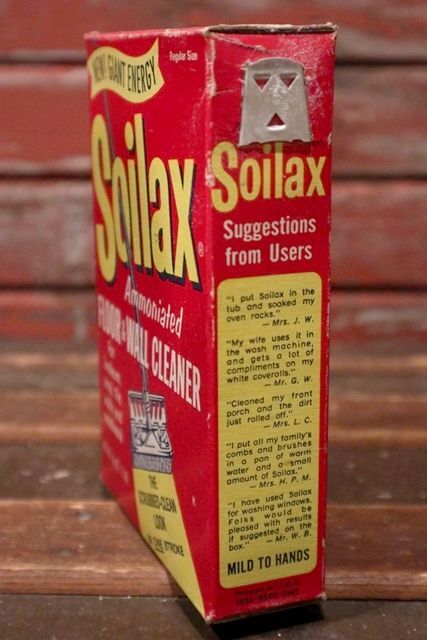 NEW! GIANT ENERGY
Regular Size
Soilax®
Ammoniated
FLOOR & WALL CLEANER
THE
SCRUBBED-CLEAN
LOOK
IN ONE STROKE
Soilax
Suggestions
from Users
"I put Soilax in the
tub and soaked my
oven racks."
— Mrs. J. W.
"My wife uses it in
the wash machine,
and gets a lot of
compliments on my
white coveralls."
— Mr. G. W.
"Cleaned my front
porch and the dirt
just rolled off."
— Mrs. L. C.
"I put all my family's
combs and brushes
in a pan of warm
water and a small
amount of Soilax."
— Mrs. H. P. M.
"I have used Soilax
for washing windows.
Folks would be
pleased with results
if suggested on the
box."
— Mr. W. B.
MILD TO HANDS